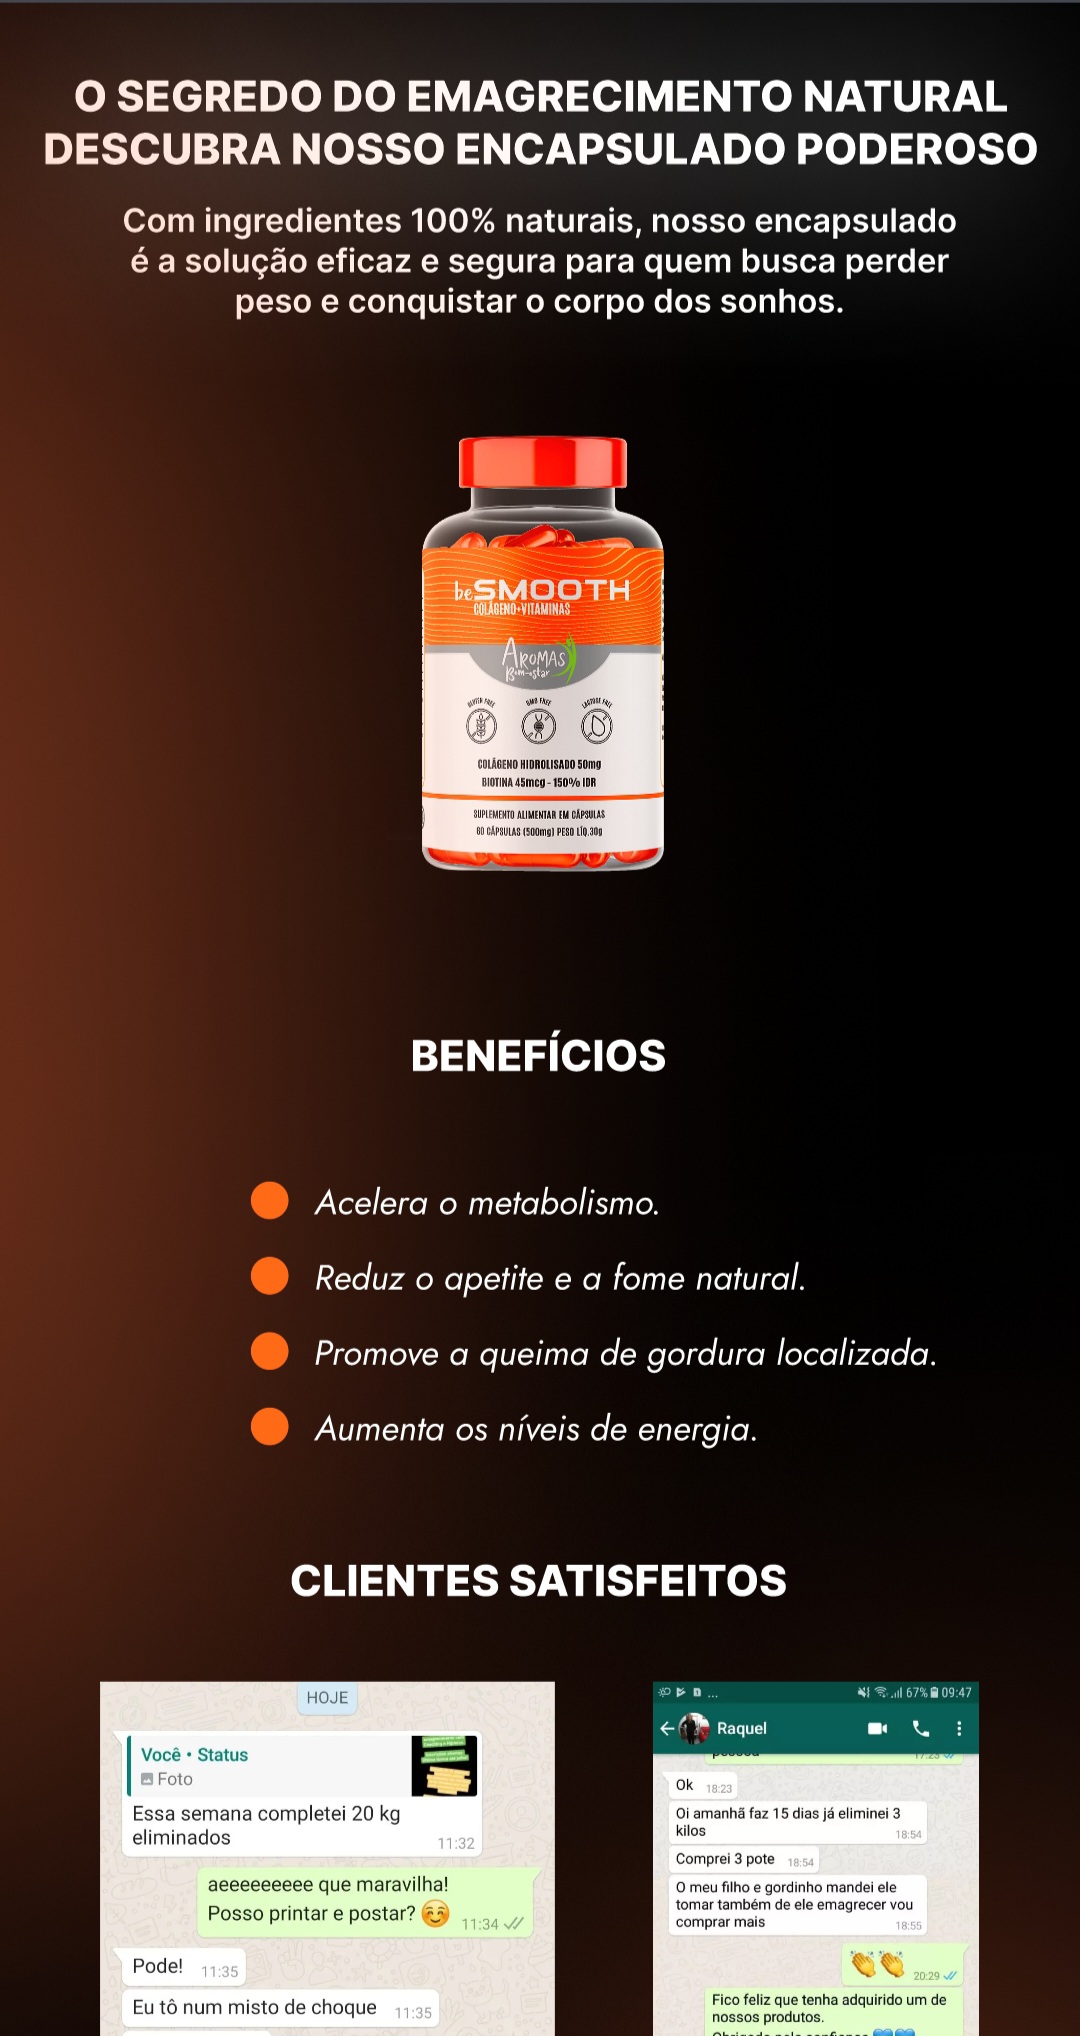 O SEGREDO DO EMAGRECIMENTO NATURAL
DESCUBRA NOSSO ENCAPSULADO PODEROSO
Com ingredientes 100% naturais, nosso encapsulado
é a solução eficaz e segura para quem busca perder
peso e conquistar o corpo dos sonhos.
beSMOOTH
COLÁGENO+VITAMINAS
AROMAS
Bem-estar
GLUTEN FREE
GMO FREE
LACTOSE FREE
COLÁGENO HIDROLISADO 50mg
BIOTINA 45mcg - 150% IDR
SUPLEMENTO ALIMENTAR EM CÁPSULAS
60 CÁPSULAS (500mg) PESO LÍQ.30g
BENEFÍCIOS
Acelera o metabolismo.
Reduz o apetite e a fome natural.
Promove a queima de gordura localizada.
Aumenta os níveis de energia.
CLIENTES SATISFEITOS
HOJE
Você • Status
Foto
Essa semana completei 20 kg
eliminados
11:32
aeeeeeeeee que maravilha!
Posso printar e postar? 😊
11:34
Pode! 11:35
Eu tô num misto de choque 11:35
... 67% 09:47
Raquel
17:23
Ok 18:23
Oi amanhã faz 15 dias já eliminei 3
kilos
18:54
Comprei 3 pote 18:54
O meu filho e gordinho mandei ele
tomar também de ele emagrecer vou
comprar mais
18:55
👏👏 20:29
Fico feliz que tenha adquirido um de
nossos produtos.